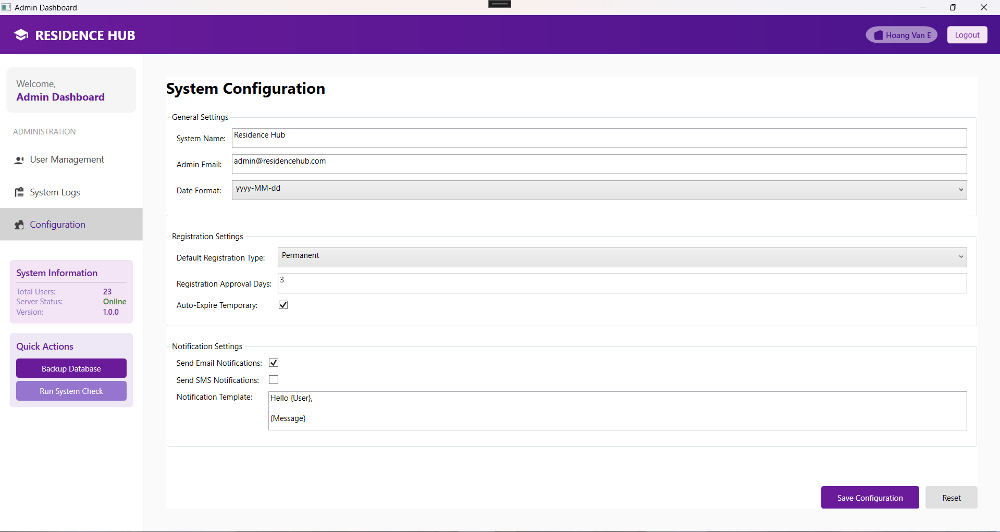 Admin Dashboard
RESIDENCE HUB
Hoang Van E
Logout
Welcome,
Admin Dashboard
ADMINISTRATION
User Management
System Logs
Configuration
System Information
Total Users: 23
Server Status: Online
Version: 1.0.0
Quick Actions
Backup Database
Run System Check
System Configuration
General Settings
System Name: Residence Hub
Admin Email: admin@residencehub.com
Date Format: yyyy-MM-dd
Registration Settings
Default Registration Type: Permanent
Registration Approval Days: 3
Auto-Expire Temporary:
Notification Settings
Send Email Notifications:
Send SMS Notifications:
Notification Template: Hello {User},
{Message}
Save Configuration
Reset